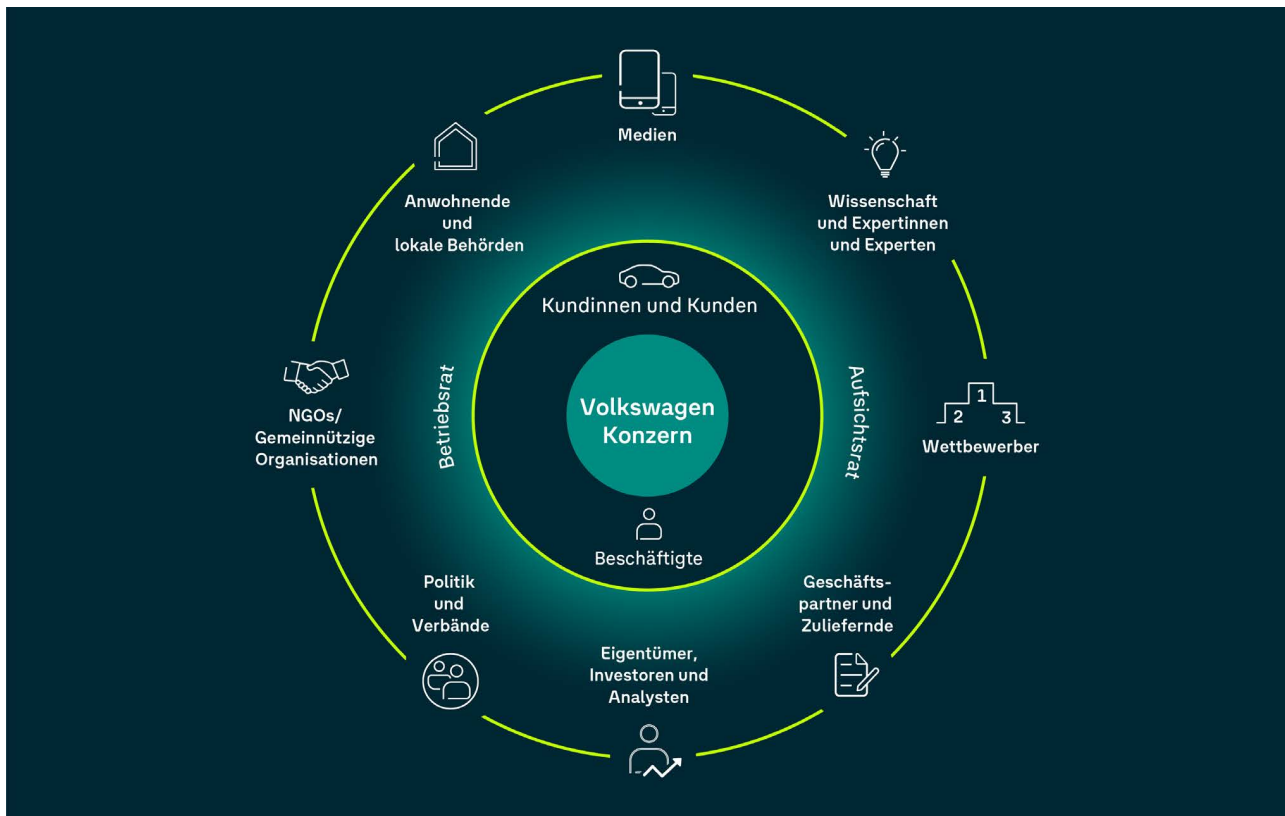 Medien
Anwohnende
und
lokale Behörden
Wissenschaft
und Expertinnen
und Experten
Kundinnen und Kunden
NGOs/
Gemeinnützige
Organisationen
Betriebsrat
Volkswagen
Konzern
Aufsichtsrat
1
2
3
Wettbewerber
Beschäftigte
Politik
und
Verbände
Geschäfts-
partner und
Zuliefernde
Eigentümer,
Investoren und
Analysten